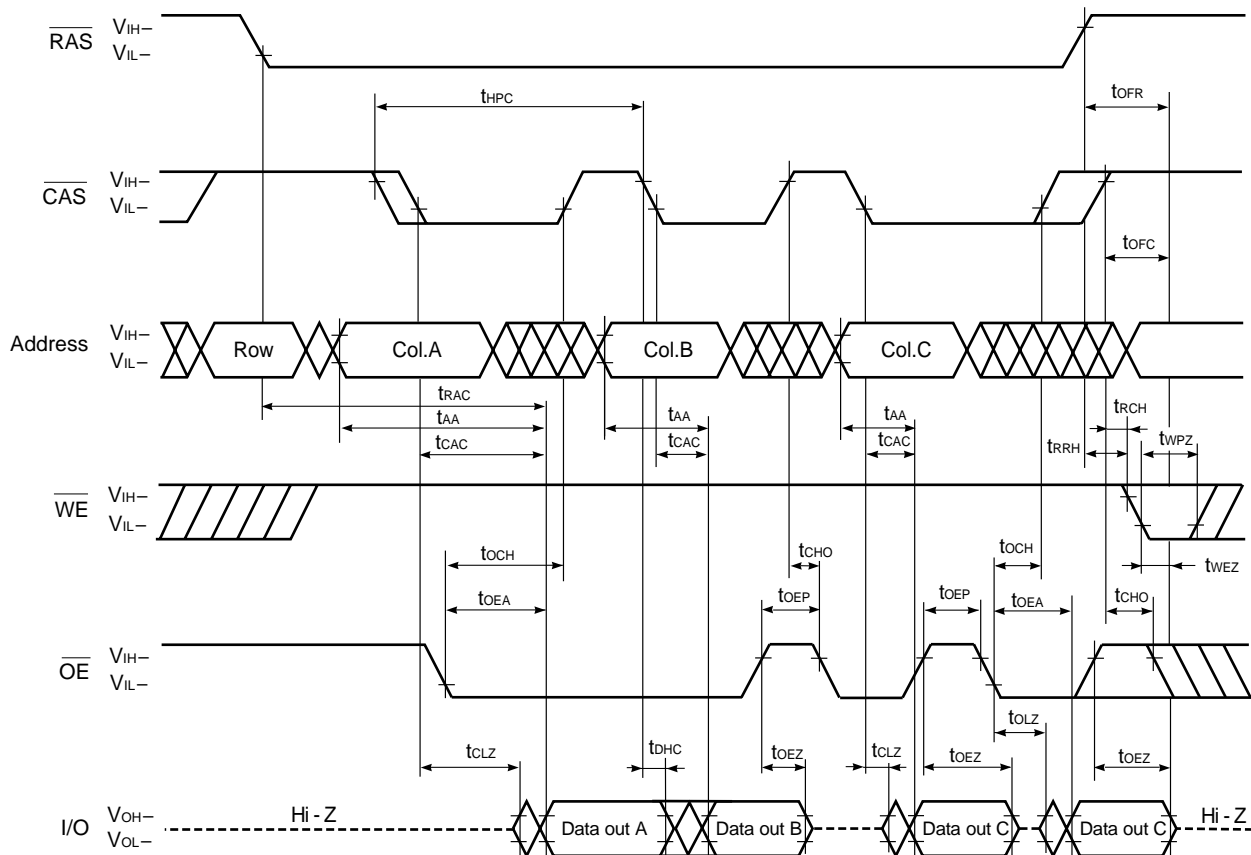 RAS VIH–
VIL–
tHPC tOFR
CAS VIH–
VIL–
tOFC
Address VIH–
VIL–
Row Col.A Col.B Col.C
tRAC
tAA tAA tAA
tCAC tCAC tCAC
tRCH
tWPZ
tRRH
WE VIH–
VIL–
tOCH tCHO tOCH tWEZ
tOEA tOEP tOEP tOEA tCHO
OE VIH–
VIL–
tOLZ
tCLZ tDHC tOEZ tCLZ tOEZ tOEZ
I/O VOH–
VOL–
Hi - Z Data out A Data out B Data out C Data out C Hi - Z